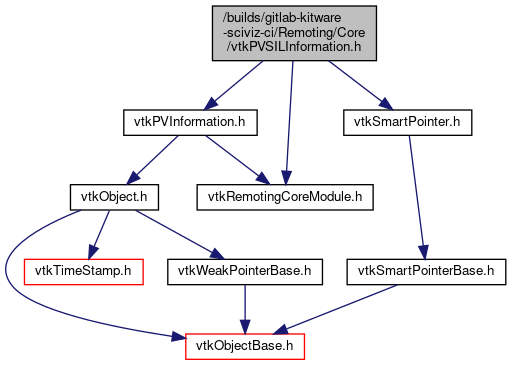 /builds/gitlab-kitware
-sciviz-ci/Remoting/Core
/vtkPVSILInformation.h
vtkPVInformation.h
vtkSmartPointer.h
vtkObject.h
vtkRemotingCoreModule.h
vtkTimeStamp.h
vtkWeakPointerBase.h
vtkSmartPointerBase.h
vtkObjectBase.h